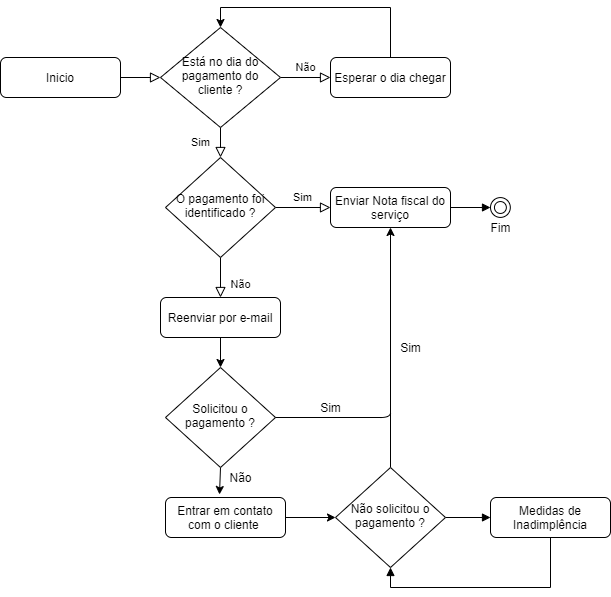 Inicio
Está no dia do
pagamento do
cliente ?
Não
Esperar o dia chegar
Sim
O pagamento foi
identificado ?
Sim
Enviar Nota fiscal do
serviço
Fim
Não
Reenviar por e-mail
Sim
Solicitou o
pagamento ?
Sim
Não
Entrar em contato
com o cliente
Não solicitou o
pagamento ?
Medidas de
Inadimplência